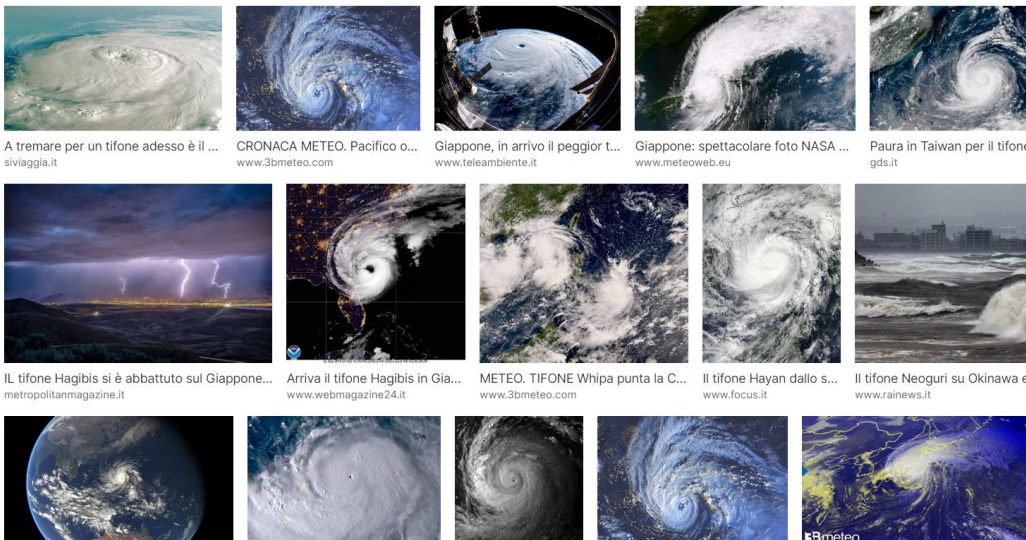 A tremare per un tifone adesso è il ...
siviaggia.it
CRONACA METEO. Pacifico o...
www.3bmeteo.com
Giappone, in arrivo il peggior t...
www.teleambiente.it
Giappone: spettacolare foto NASA ...
www.meteoweb.eu
Paura in Taiwan per il tifone
gds.it
IL tifone Hagibis si è abbattuto sul Giappone...
metropolitanmagazine.it
Arriva il tifone Hagibis in Gia...
www.webmagazine24.it
METEO. TIFONE Whipa punta la C...
www.3bmeteo.com
Il tifone Hayan dallo s...
www.focus.it
Il tifone Neoguri su Okinawa e
www.rainews.it
3Bmeteo